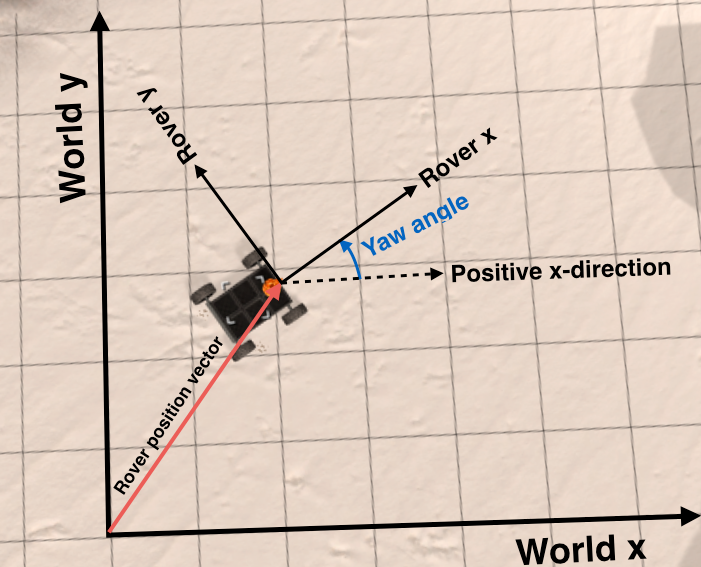 World y
Rover y
Rover x
Yaw angle
Positive x-direction
Rover position vector
World x